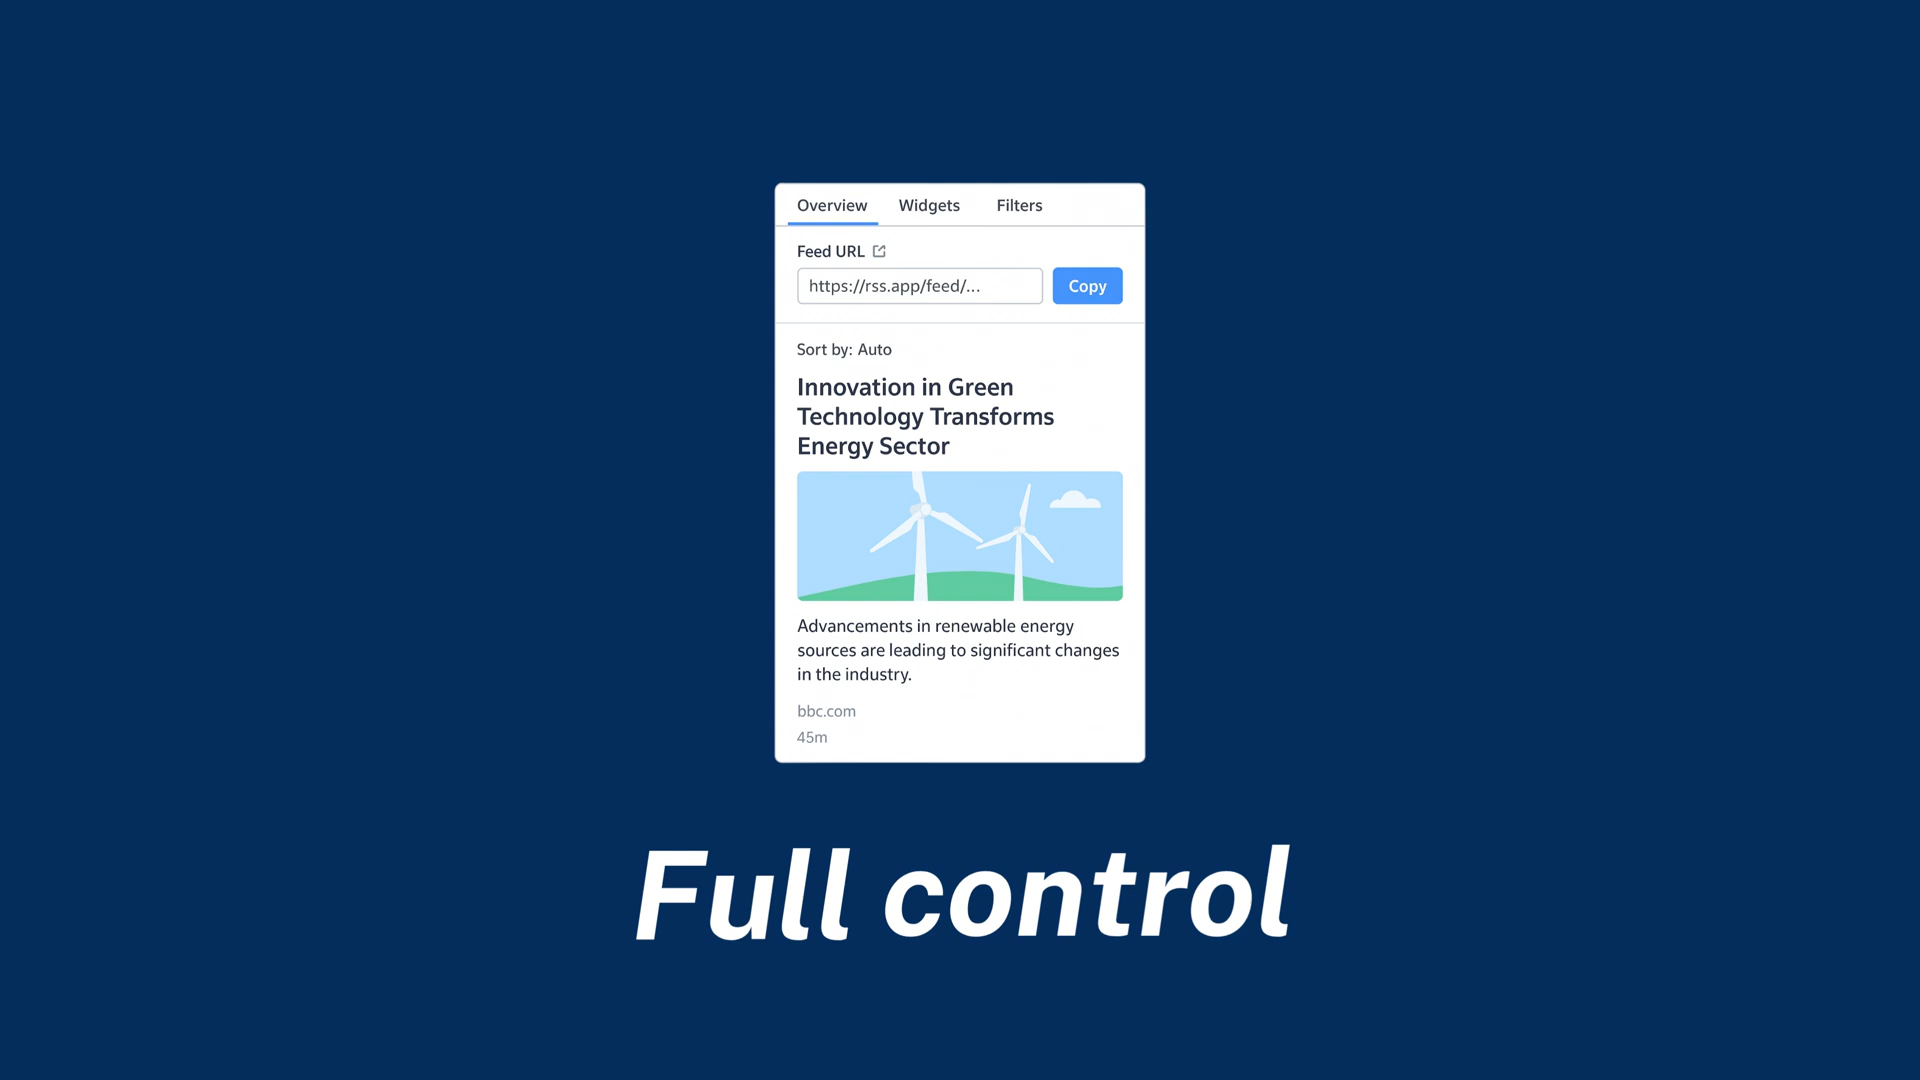 Overview Widgets Filters
Feed URL
https://rss.app/feed/... Copy
Sort by: Auto
Innovation in Green
Technology Transforms
Energy Sector
Advancements in renewable energy
sources are leading to significant changes
in the industry.
bbc.com
45m
Full control